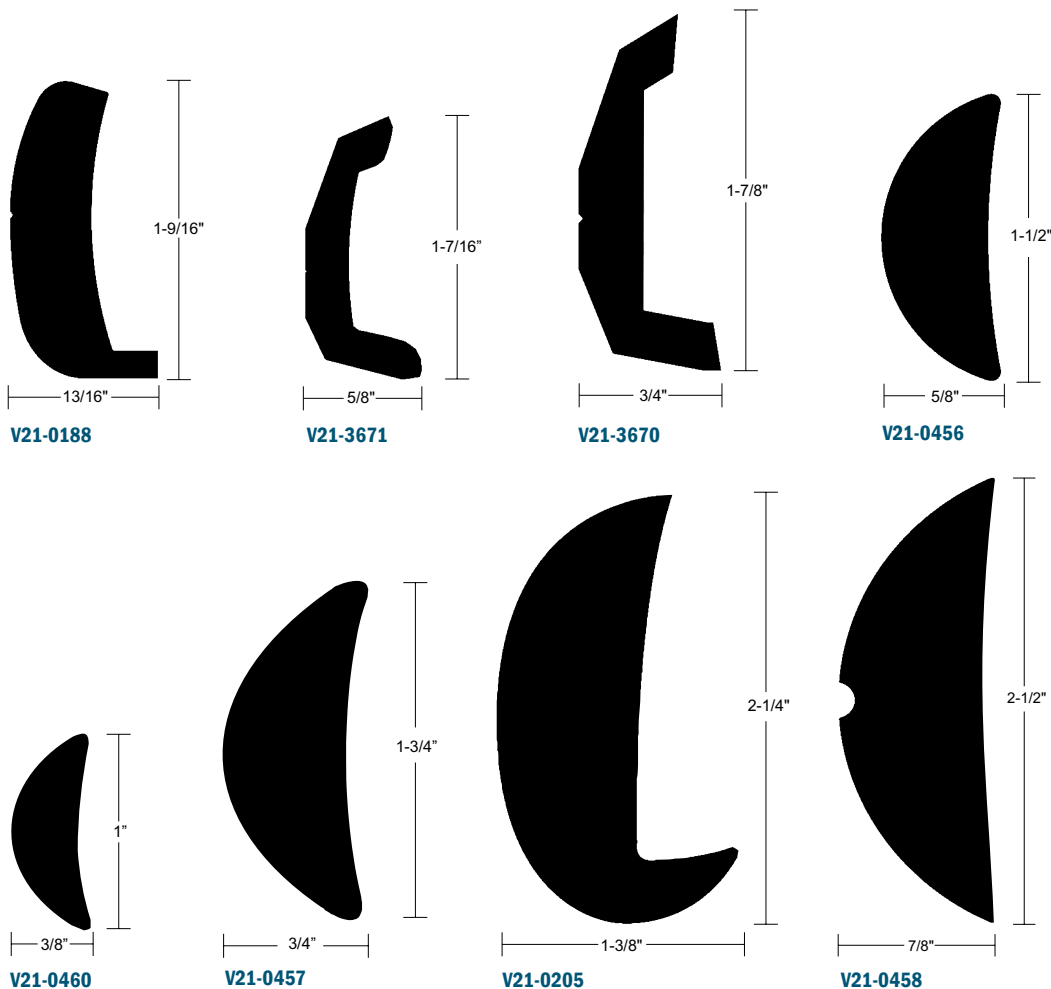 1-9/16"
13/16"
V21-0188
1-7/16”
5/8"
V21-3671
1-7/8"
3/4"
V21-3670
1-1/2"
5/8"
V21-0456
1”
3/8”
V21-0460
1-3/4”
3/4”
V21-0457
2-1/4"
1-3/8"
V21-0205
2-1/2"
7/8"
V21-0458